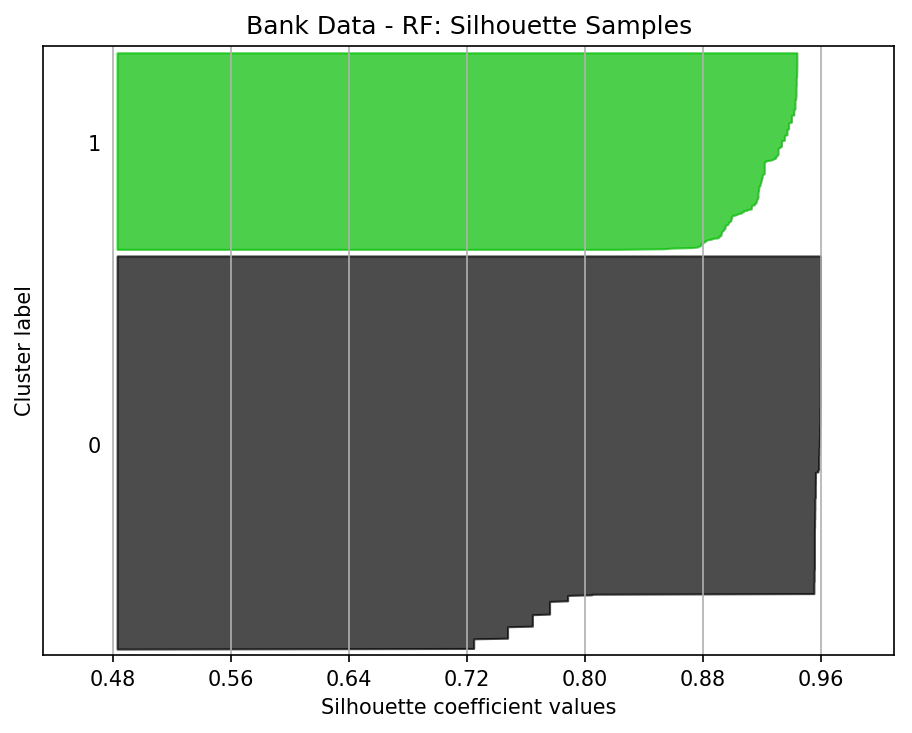 Bank Data - RF: Silhouette Samples
1
0
Cluster label
0.48 0.56 0.64 0.72 0.80 0.88 0.96
Silhouette coefficient values